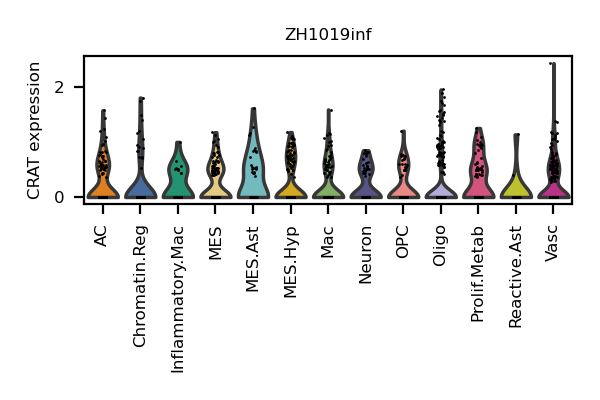 ZH1019inf
CRAT expression
2
0
AC
Chromatin.Reg
Inflammatory.Mac
MES
MES.Ast
MES.Hyp
Mac
Neuron
OPC
Oligo
Prolif.Metab
Reactive.Ast
Vasc